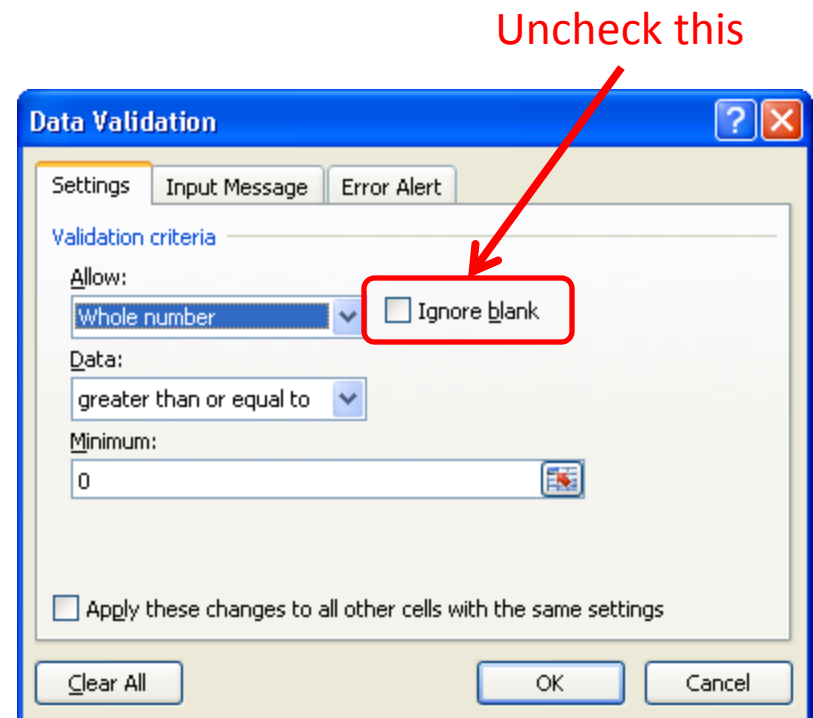 Uncheck this
Data Validation
Settings Input Message Error Alert
Validation criteria
Allow:
Whole number Ignore blank
Data:
greater than or equal to
Minimum:
0
Apply these changes to all other cells with the same settings
Clear All OK Cancel